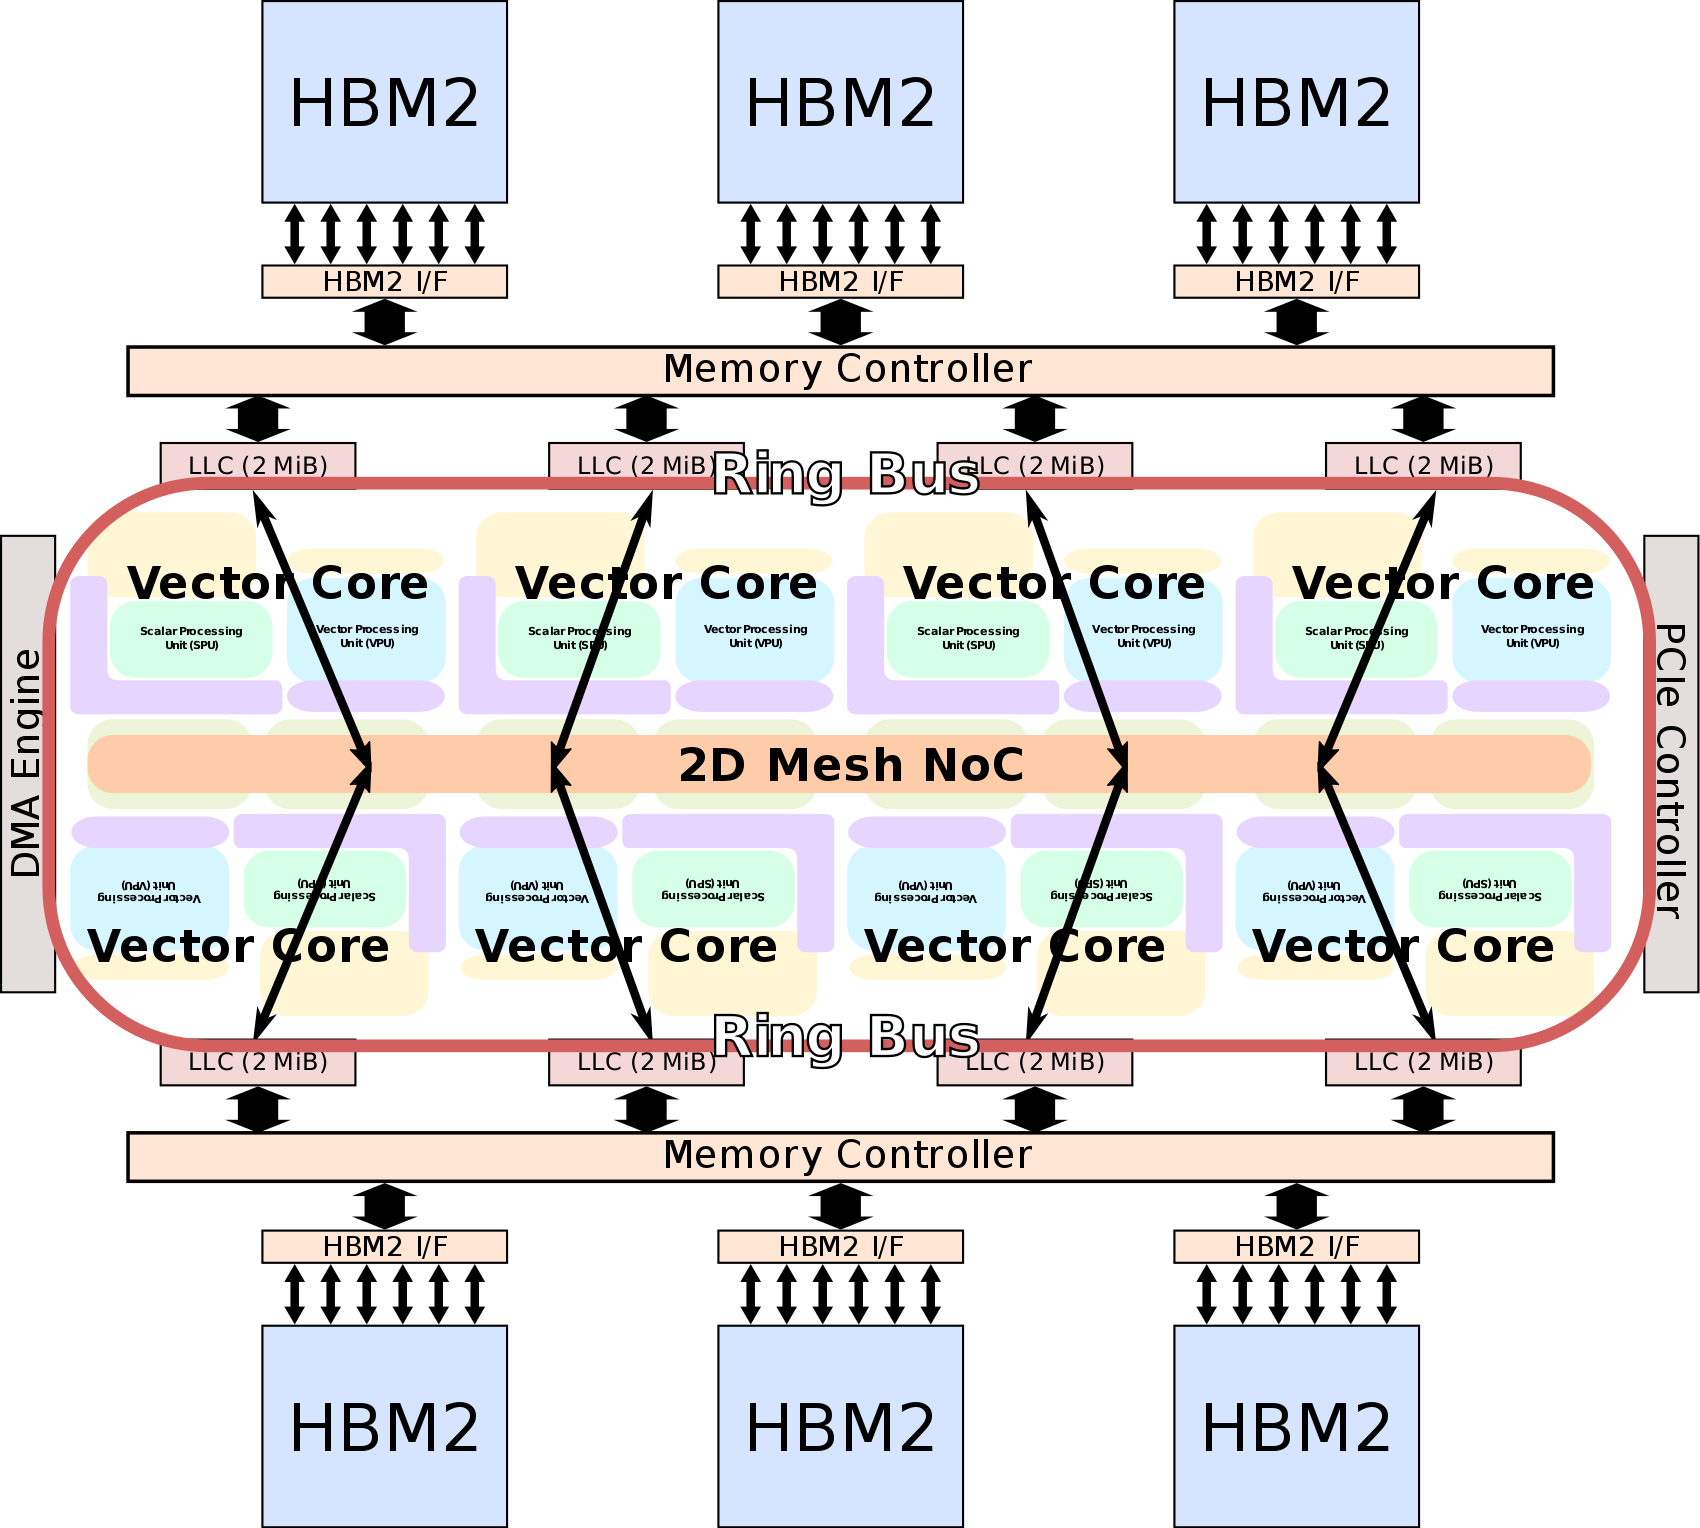 HBM2
HBM2
HBM2
HBM2 I/F
HBM2 I/F
HBM2 I/F
Memory Controller
LLC (2 MiB)
LLC (2 MiB)
Ring Bus
LLC (2 MiB)
LLC (2 MiB)
Vector Core
Vector Core
Vector Core
Vector Core
Scalar Processing
Unit (SPU)
Vector Processing
Unit (VPU)
Scalar Processing
Unit (SPU)
Vector Processing
Unit (VPU)
Scalar Processing
Unit (SPU)
Vector Processing
Unit (VPU)
Scalar Processing
Unit (SPU)
Vector Processing
Unit (VPU)
DMA Engine
2D Mesh NoC
PCIe Controller
Vector Processing
Unit (VPU)
Scalar Processing
Unit (SPU)
Vector Processing
Unit (VPU)
Scalar Processing
Unit (SPU)
Vector Processing
Unit (VPU)
Scalar Processing
Unit (SPU)
Vector Processing
Unit (VPU)
Scalar Processing
Unit (SPU)
Vector Core
Vector Core
Vector Core
Vector Core
LLC (2 MiB)
LLC (2 MiB)
Ring Bus
LLC (2 MiB)
LLC (2 MiB)
Memory Controller
HBM2 I/F
HBM2 I/F
HBM2 I/F
HBM2
HBM2
HBM2